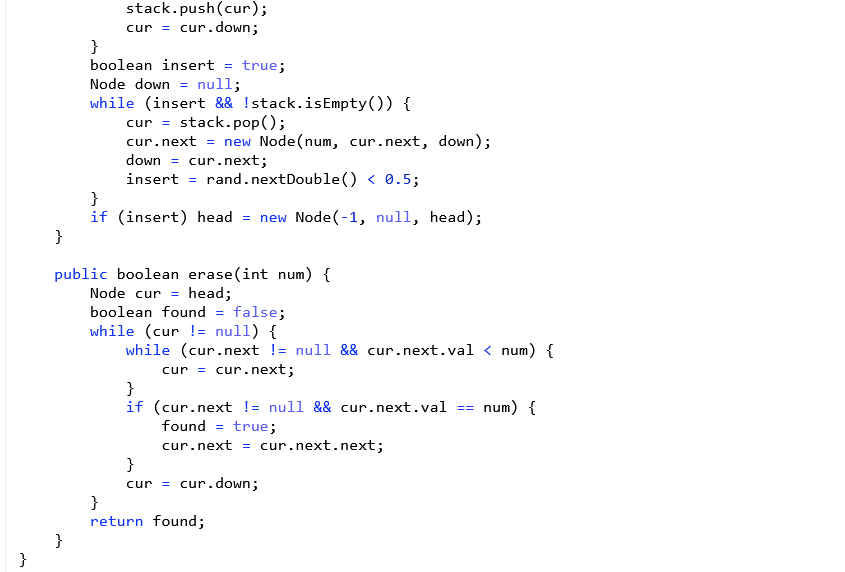 stack.push(cur);
            cur = cur.down;
        }
        boolean insert = true;
        Node down = null;
        while (insert && !stack.isEmpty()) {
            cur = stack.pop();
            cur.next = new Node(num, cur.next, down);
            down = cur.next;
            insert = rand.nextDouble() < 0.5;
        }
        if (insert) head = new Node(-1, null, head);
    }

    public boolean erase(int num) {
        Node cur = head;
        boolean found = false;
        while (cur != null) {
            while (cur.next != null && cur.next.val < num) {
                cur = cur.next;
            }
            if (cur.next != null && cur.next.val == num) {
                found = true;
                cur.next = cur.next.next;
            }
            cur = cur.down;
        }
        return found;
    }
}